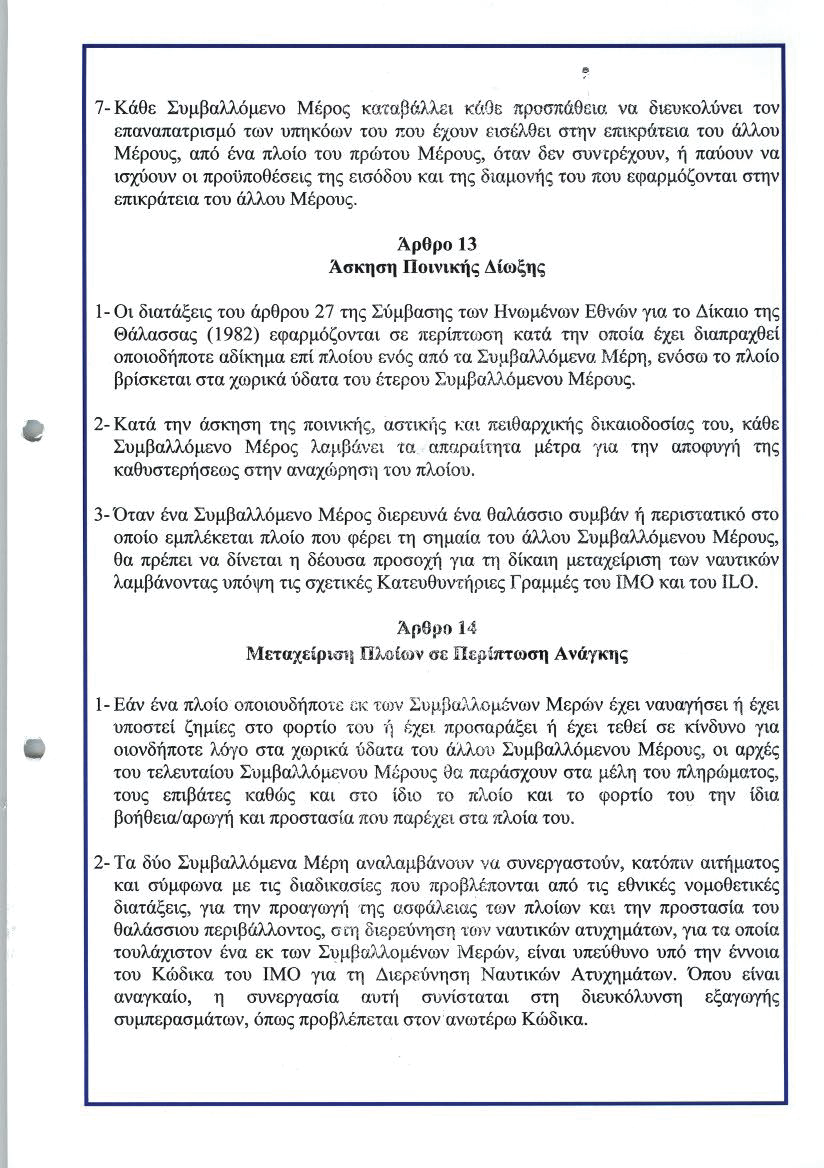 7- Κάθε Συμβαλλόμενο Μέρος καταβάλλει κάθε προσπάθεια να διευκολύνει τον
επαναπατρισμό των υπηκόων του που έχουν εισέλθει στην επικράτεια του άλλου
Μέρους, από ένα πλοίο του πρώτου Μέρους, όταν δεν συντρέχουν, ή παύουν να
ισχύουν οι προϋποθέσεις της εισόδου και της διαμονής του που εφαρμόζονται στην
επικράτεια του άλλου Μέρους.
Άρθρο 13
Άσκηση Ποινικής Δίωξης
1- Οι διατάξεις του άρθρου 27 της Σύμβασης των Ηνωμένων Εθνών για το Δίκαιο της
Θάλασσας (1982) εφαρμόζονται σε περίπτωση κατά την οποία έχει διαπραχθεί
οποιοδήποτε αδίκημα επί πλοίου ενός από τα Συμβαλλόμενα Μέρη, ενόσω το πλοίο
βρίσκεται στα χωρικά ύδατα του έτερου Συμβαλλόμενου Μέρους.
2- Κατά την άσκηση της ποινικής, αστικής και πειθαρχικής δικαιοδοσίας του, κάθε
Συμβαλλόμενο Μέρος λαμβάνει τα απαραίτητα μέτρα για την αποφυγή της
καθυστερήσεως στην αναχώρηση του πλοίου.
3- Όταν ένα Συμβαλλόμενο Μέρος διερευνά ένα θαλάσσιο συμβάν ή περιστατικό στο
οποίο εμπλέκεται πλοίο που φέρει τη σημαία του άλλου Συμβαλλόμενου Μέρους,
θα πρέπει να δίνεται η δέουσα προσοχή για τη δίκαιη μεταχείριση των ναυτικών
λαμβάνοντας υπόψη τις σχετικές Κατευθυντήριες Γραμμές του ΙΜΟ και του ILO.
Άρθρο 14
Μεταχείριση Πλοίων σε Περίπτωση Ανάγκης
1- Εάν ένα πλοίο οποιουδήποτε εκ των Συμβαλλομένων Μερών έχει ναυαγήσει ή έχει
υποστεί ζημίες στο φορτίο του ή έχει προσαράξει ή έχει τεθεί σε κίνδυνο για
οιονδήποτε λόγο στα χωρικά ύδατα του άλλου Συμβαλλόμενου Μέρους, οι αρχές
του τελευταίου Συμβαλλόμενου Μέρους θα παράσχουν στα μέλη του πληρώματος,
τους επιβάτες καθώς και στο ίδιο το πλοίο και το φορτίο του την ίδια
βοήθεια/αρωγή και προστασία που παρέχει στα πλοία του.
2- Τα δύο Συμβαλλόμενα Μέρη αναλαμβάνουν να συνεργαστούν, κατόπιν αιτήματος
και σύμφωνα με τις διαδικασίες που προβλέπονται από τις εθνικές νομοθετικές
διατάξεις, για την προαγωγή της ασφάλειας των πλοίων και την προστασία του
θαλάσσιου περιβάλλοντος, στη διερεύνηση των ναυτικών ατυχημάτων, για τα οποία
τουλάχιστον ένα εκ των Συμβαλλομένων Μερών, είναι υπεύθυνο υπό την έννοια
του Κώδικα του ΙΜΟ για τη Διερεύνηση Ναυτικών Ατυχημάτων. Όπου είναι
αναγκαίο, η συνεργασία αυτή συνίσταται στη διευκόλυνση εξαγωγής
συμπερασμάτων, όπως προβλέπεται στον ανωτέρω Κώδικα.